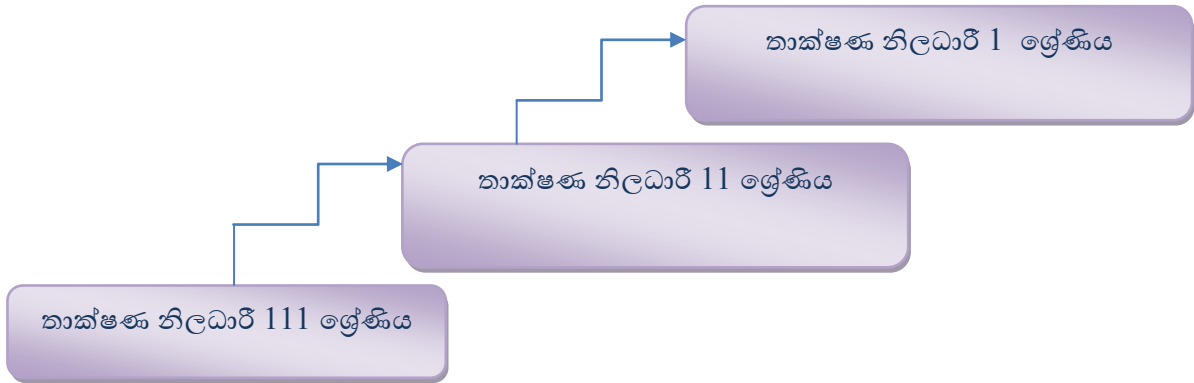 තාක්ෂණ නිලධාරී 1 ශ්‍රේණිය
තාක්ෂණ නිලධාරී 11 ශ්‍රේණිය
තාක්ෂණ නිලධාරී 111 ශ්‍රේණිය